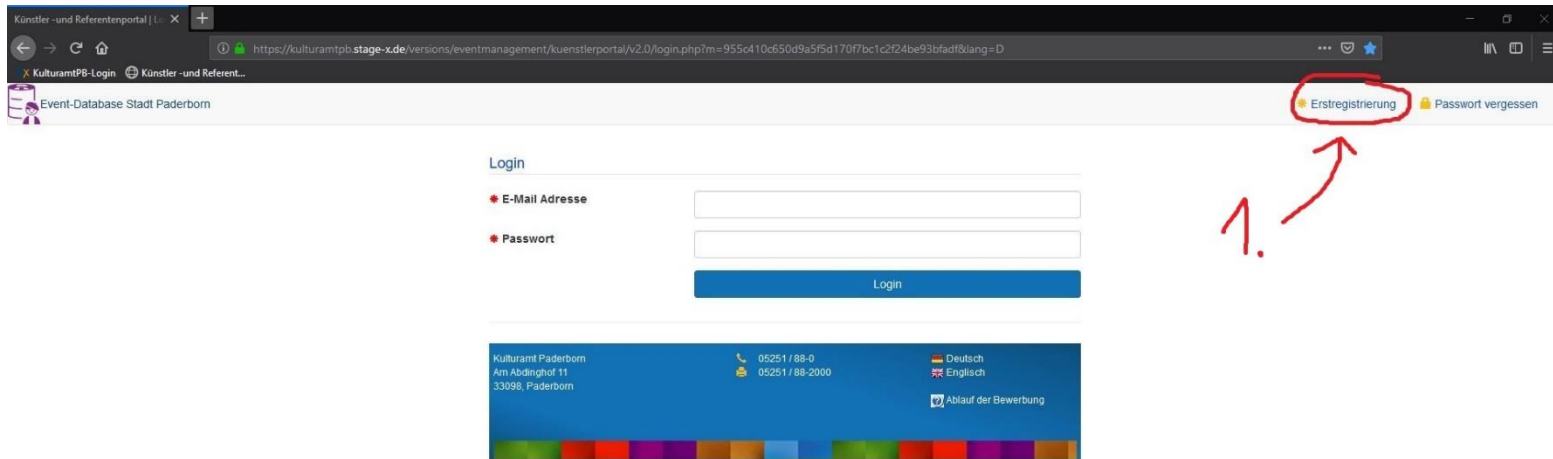 Künstler -und Referentenportal | Lo
https://kulturamtpb.stage-x.de/versions/eventmanagement/kuenstlerportal/v2.0/login.php?m=955c410c650d9a5f5d170f7bc1c2f24be93bfadf&lang=D
KulturamtPB-Login Künstler -und Referent...
Event-Database Stadt Paderborn Erstregistrierung Passwort vergessen
Login
E-Mail Adresse
Passwort
Login
1.
Kulturamt Paderborn 05251 / 88-0 Deutsch
Am Abdinghof 11 05251 / 88-2000 Englisch
33098, Paderborn
Ablauf der Bewerbung